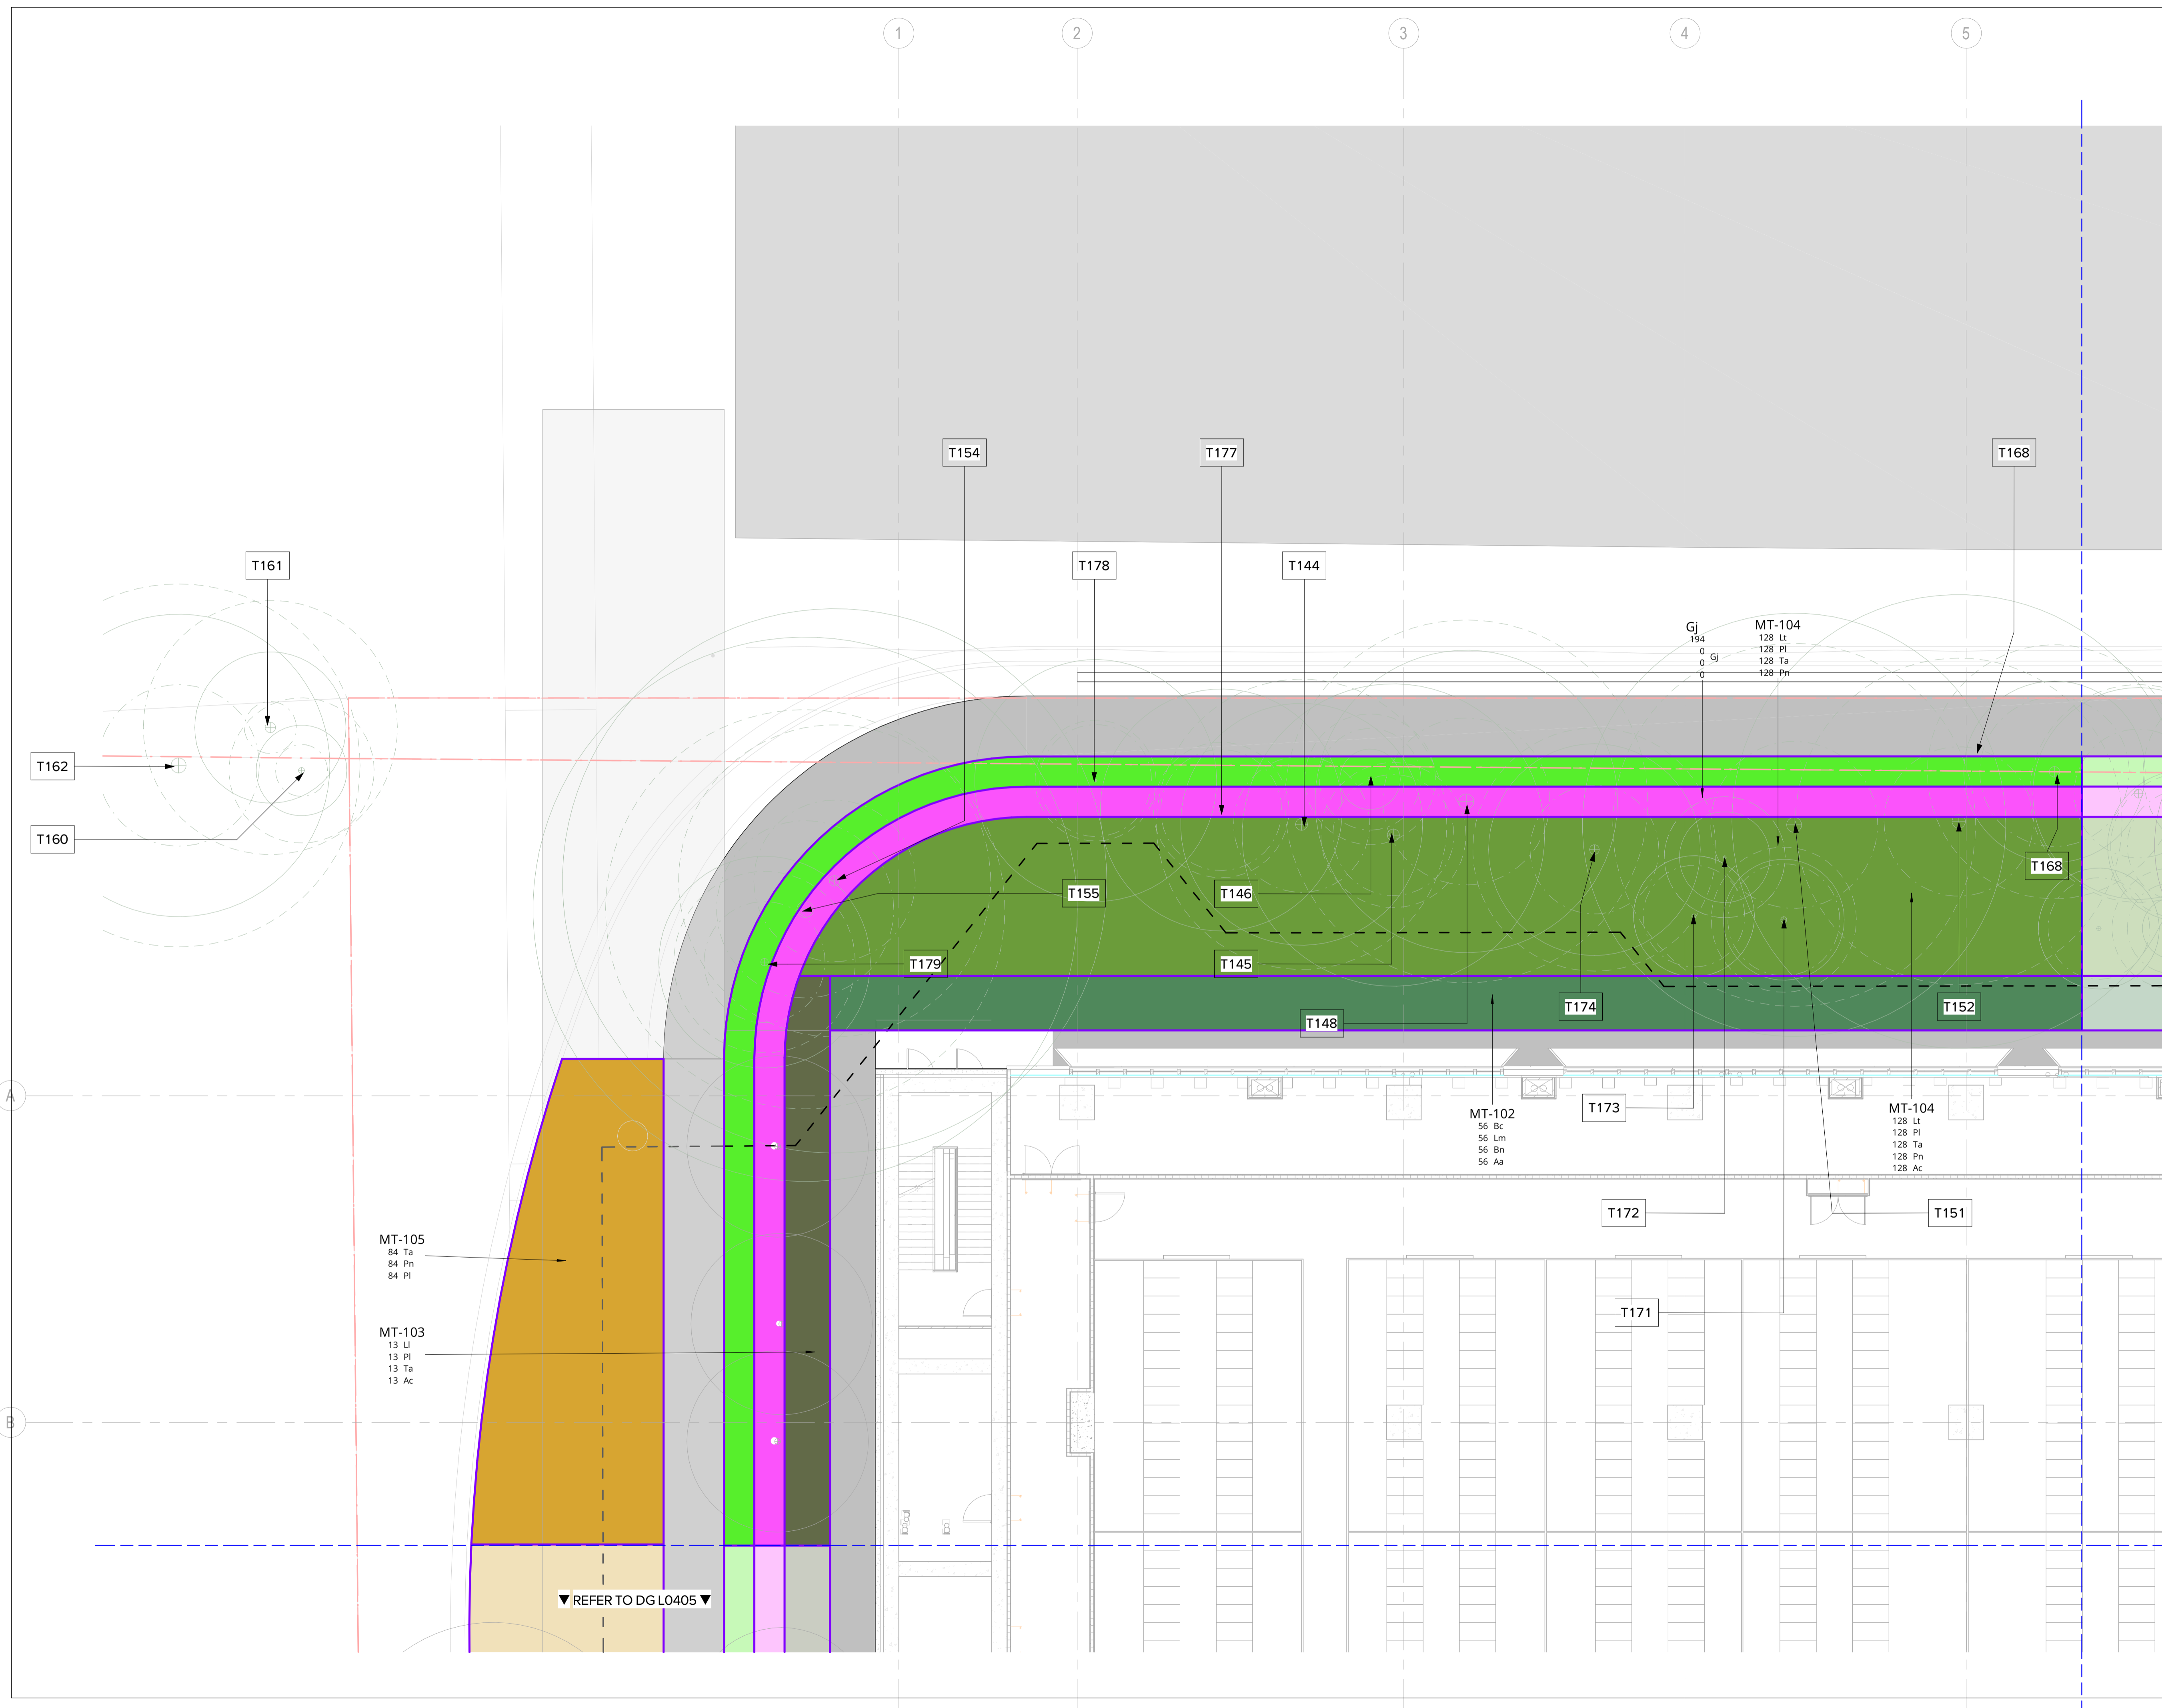 1
2
3
4
5
T154
T177
T168
T161
T178
T144
Gj
194
0
0 Gj
0
MT-104
128 Lt
128 Pl
128 Ta
128 Pn
T162
T160
T168
T155
T146
T179
T145
T148
T174
T152
A
MT-102
56 Bc
56 Lm
56 Bn
56 Aa
T173
MT-104
128 Lt
128 Pl
128 Ta
128 Pn
128 Ac
T172
T151
MT-105
84 Ta
84 Pn
84 Pl
T171
MT-103
13 Ll
13 Pl
13 Ta
13 Ac
B
▼ REFER TO DG L0405 ▼